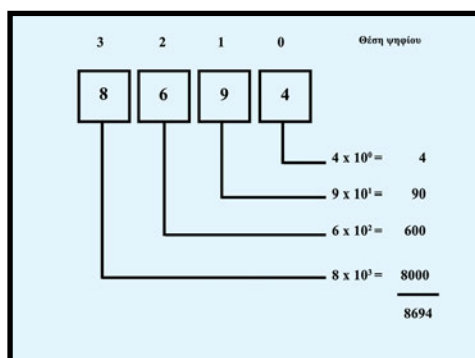 3 2 1 0 Θέση ψηφίου
8 6 9 4
4 x 10⁰ = 4
9 x 10¹ = 90
6 x 10² = 600
8 x 10³ = 8000
8694